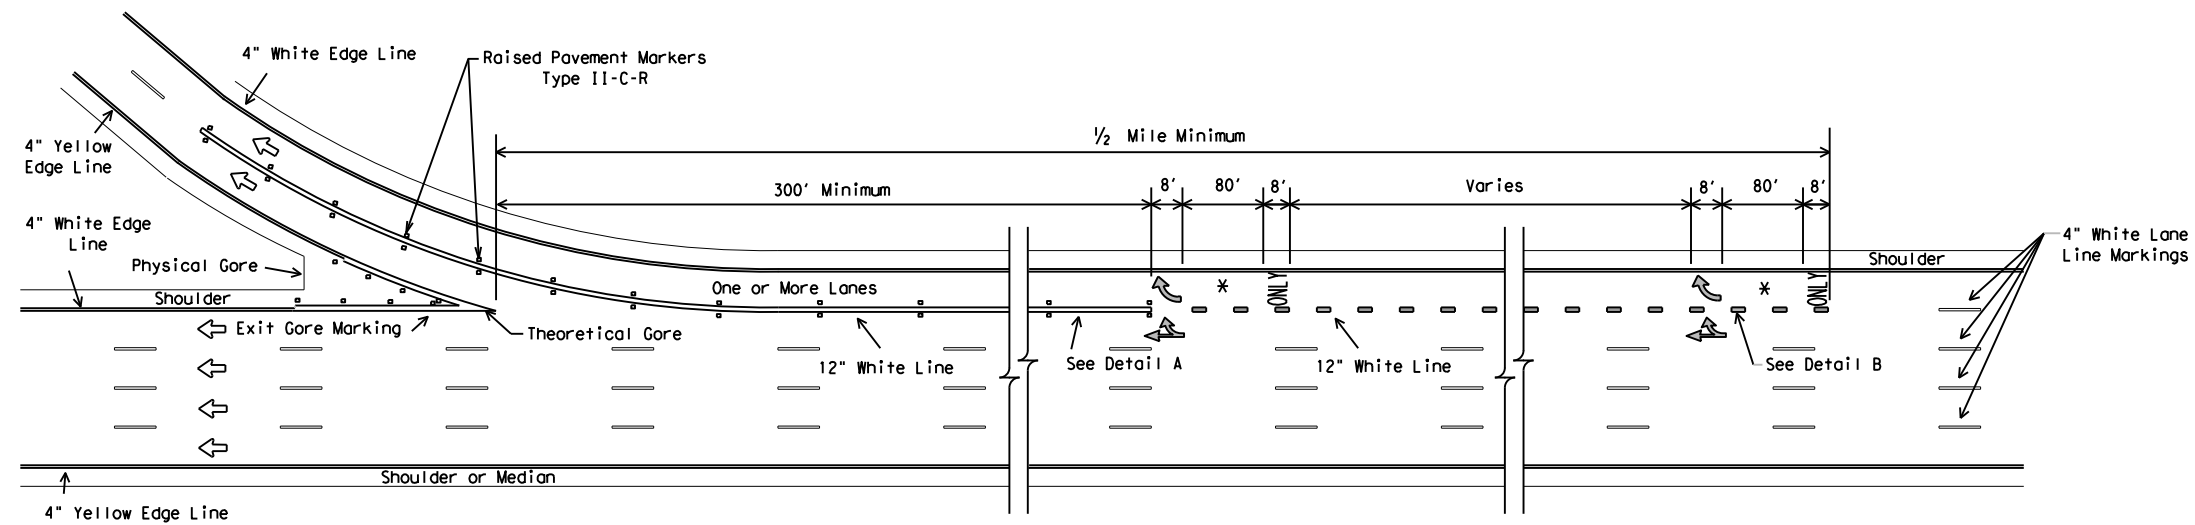 4" White Edge Line
Raised Pavement Markers
Type II-C-R
4" Yellow
Edge Line
½ Mile Minimum
300' Minimum
8'
80'
8'
Varies
8'
80'
8'
4" White Edge
Line
Physical Gore
Shoulder
4" White Lane
Line Markings
Shoulder
One or More Lanes
*
ONLY
*
ONLY
Exit Gore Marking
Theoretical Gore
12" White Line
See Detail A
12" White Line
See Detail B
Shoulder or Median
4" Yellow Edge Line